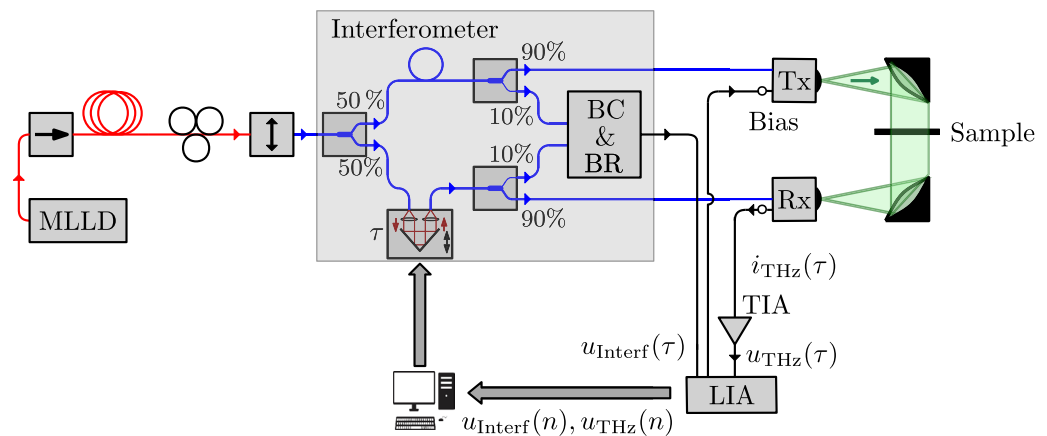 Interferometer
90%
50 %
10%
BC
&
BR
Tx
Bias
Sample
50%
10%
90%
Rx
MLLD
τ
i_THz(τ)
TIA
u_Interf(τ)
u_THz(τ)
LIA
u_Interf(n), u_THz(n)